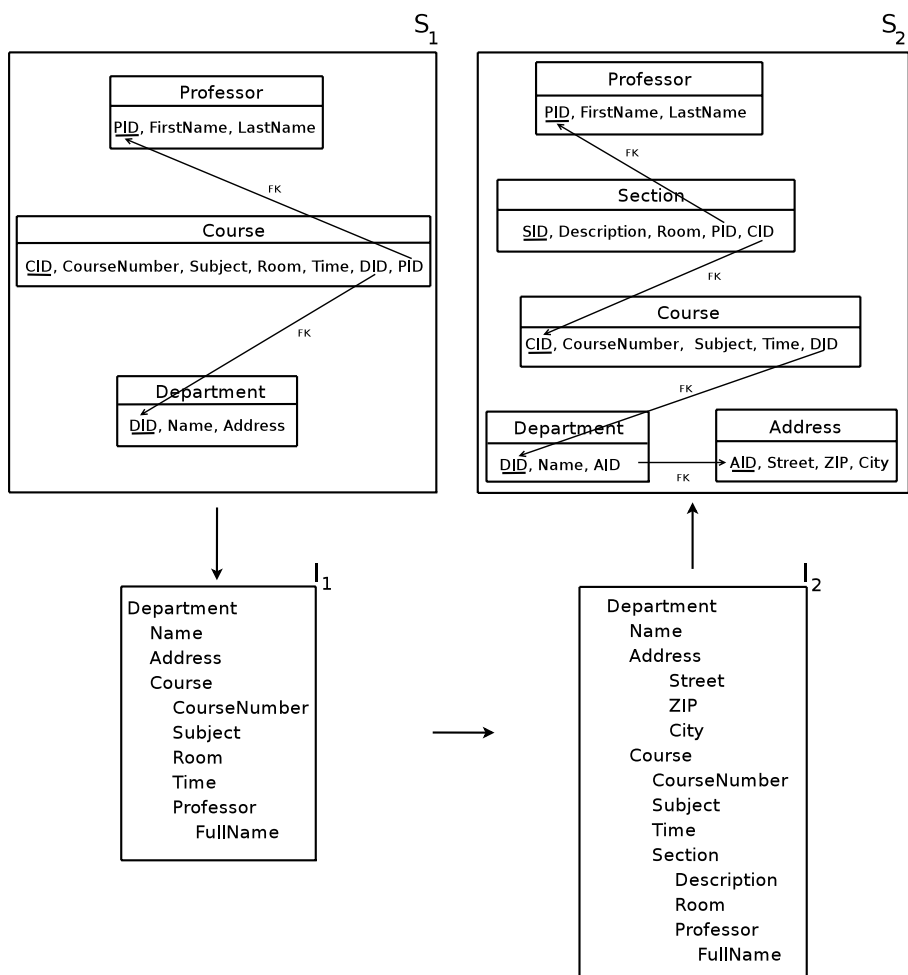 S1
Professor
PID, FirstName, LastName
FK
Course
CID, CourseNumber, Subject, Room, Time, DID, PID
FK
Department
DID, Name, Address
S2
Professor
PID, FirstName, LastName
FK
Section
SID, Description, Room, PID, CID
FK
Course
CID, CourseNumber, Subject, Time, DID
FK
Department
DID, Name, AID
FK
Address
AID, Street, ZIP, City
I1
Department
Name
Address
Course
CourseNumber
Subject
Room
Time
Professor
FullName
I2
Department
Name
Address
Street
ZIP
City
Course
CourseNumber
Subject
Time
Section
Description
Room
Professor
FullName